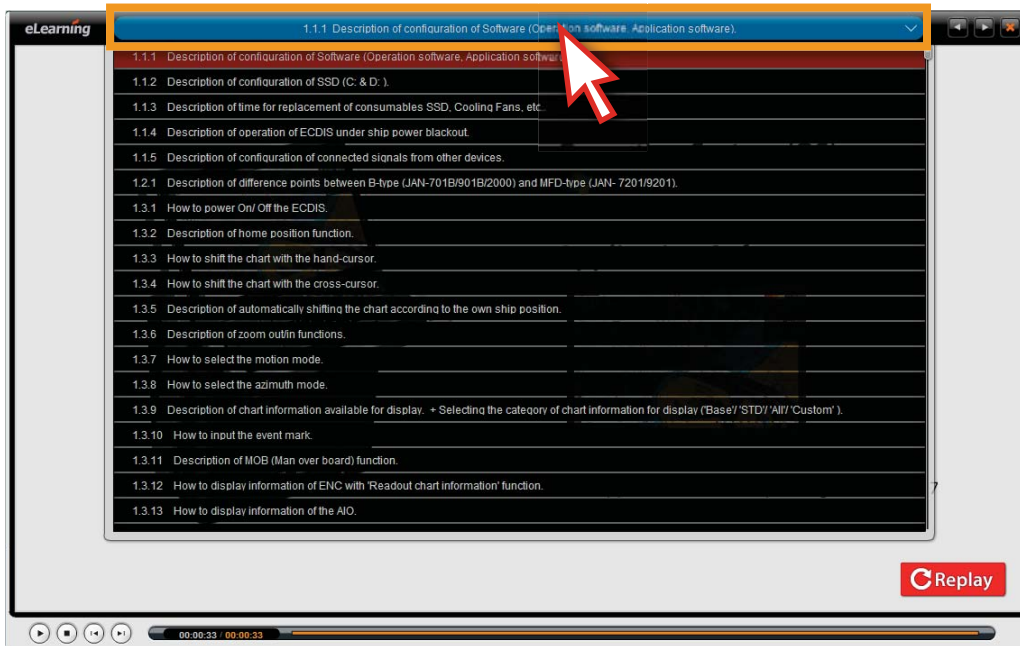 eLearning
1.1.1 Description of configuration of Software (Operation software, Application software).
1.1.1 Description of configuration of Software (Operation software, Application software
1.1.2 Description of configuration of SSD (C: & D: ).
1.1.3 Description of time for replacement of consumables SSD, Cooling Fans, etc.
1.1.4 Description of operation of ECDIS under ship power blackout.
1.1.5 Description of configuration of connected signals from other devices.
1.2.1 Description of difference points between B-type (JAN-701B/901B/2000) and MFD-type (JAN- 7201/9201).
1.3.1 How to power On/ Off the ECDIS.
1.3.2 Description of home position function.
1.3.3 How to shift the chart with the hand-cursor.
1.3.4 How to shift the chart with the cross-cursor.
1.3.5 Description of automatically shifting the chart according to the own ship position.
1.3.6 Description of zoom out/in functions.
1.3.7 How to select the motion mode.
1.3.8 How to select the azimuth mode.
1.3.9 Description of chart information available for display. + Selecting the category of chart information for display ('Base'/ 'STD'/ 'All'/ 'Custom' ).
1.3.10 How to input the event mark.
1.3.11 Description of MOB (Man over board) function.
1.3.12 How to display information of ENC with 'Readout chart information' function.
7
1.3.13 How to display information of the AIO.
Replay
00:00:33 / 00:00:33